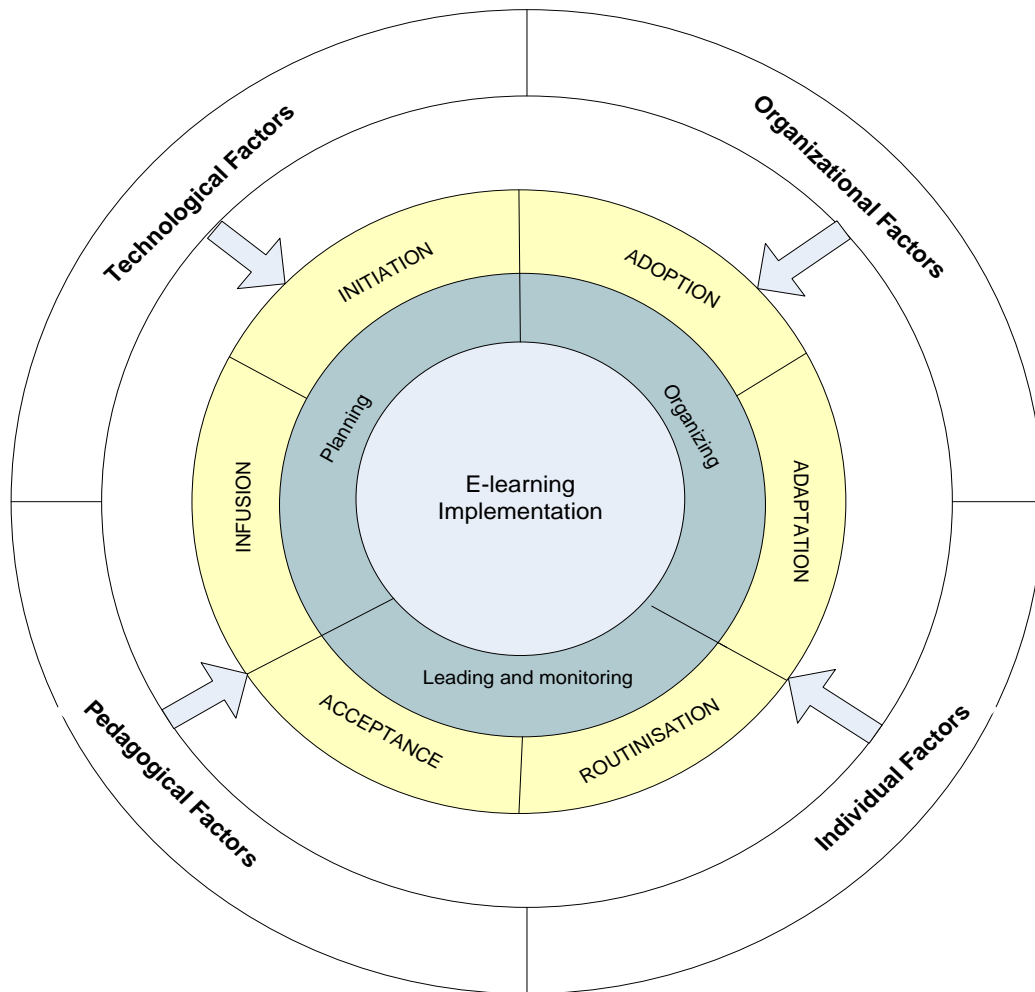 Technological Factors
Organizational Factors
INITIATION
ADOPTION
Planning
Organizing
E-learning
Implementation
INFUSION
ADAPTATION
Leading and monitoring
ACCEPTANCE
ROUTINISATION
Pedagogical Factors
Individual Factors